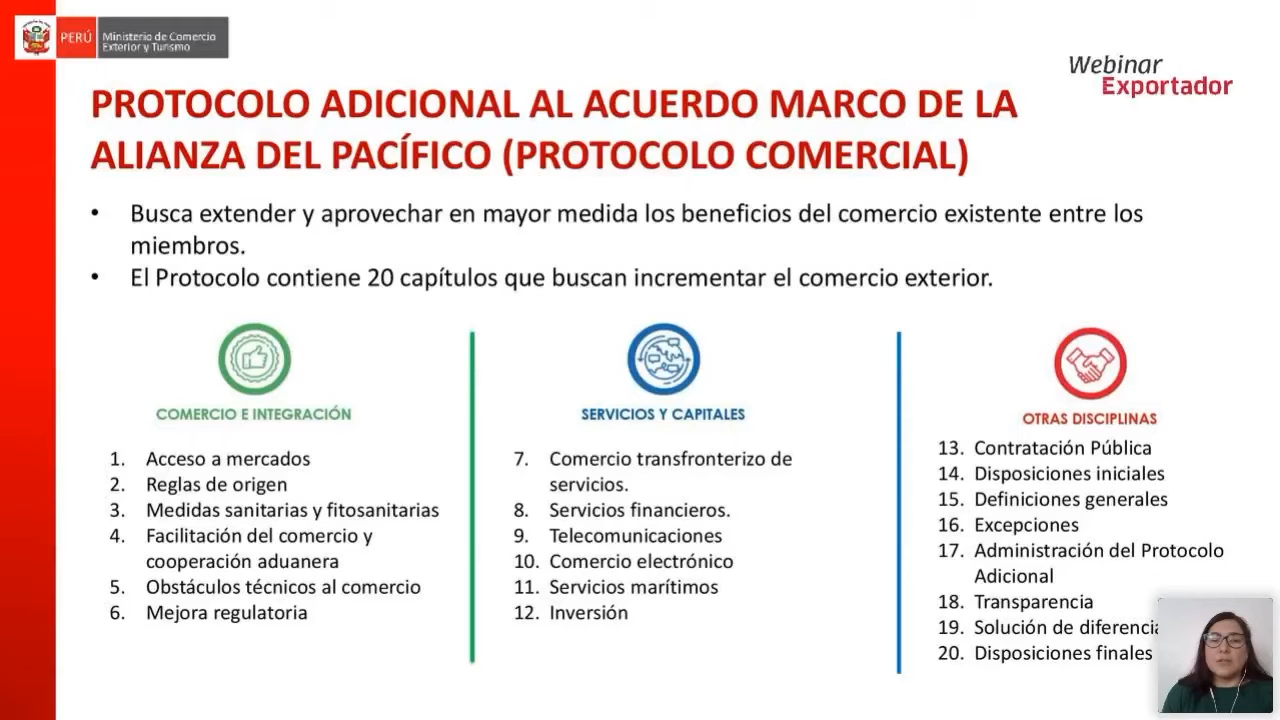 PERÚ
Ministerio de Comercio
Exterior y Turismo
Webinar
Exportador
PROTOCOLO ADICIONAL AL ACUERDO MARCO DE LA
ALIANZA DEL PACÍFICO (PROTOCOLO COMERCIAL)
• Busca extender y aprovechar en mayor medida los beneficios del comercio existente entre los
miembros.
• El Protocolo contiene 20 capítulos que buscan incrementar el comercio exterior.
COMERCIO E INTEGRACIÓN
1. Acceso a mercados
2. Reglas de origen
3. Medidas sanitarias y fitosanitarias
4. Facilitación del comercio y
cooperación aduanera
5. Obstáculos técnicos al comercio
6. Mejora regulatoria
SERVICIOS Y CAPITALES
7. Comercio transfronterizo de
servicios.
8. Servicios financieros.
9. Telecomunicaciones
10. Comercio electrónico
11. Servicios marítimos
12. Inversión
OTRAS DISCIPLINAS
13. Contratación Pública
14. Disposiciones iniciales
15. Definiciones generales
16. Excepciones
17. Administración del Protocolo
Adicional
18. Transparencia
19. Solución de diferencia
20. Disposiciones finales